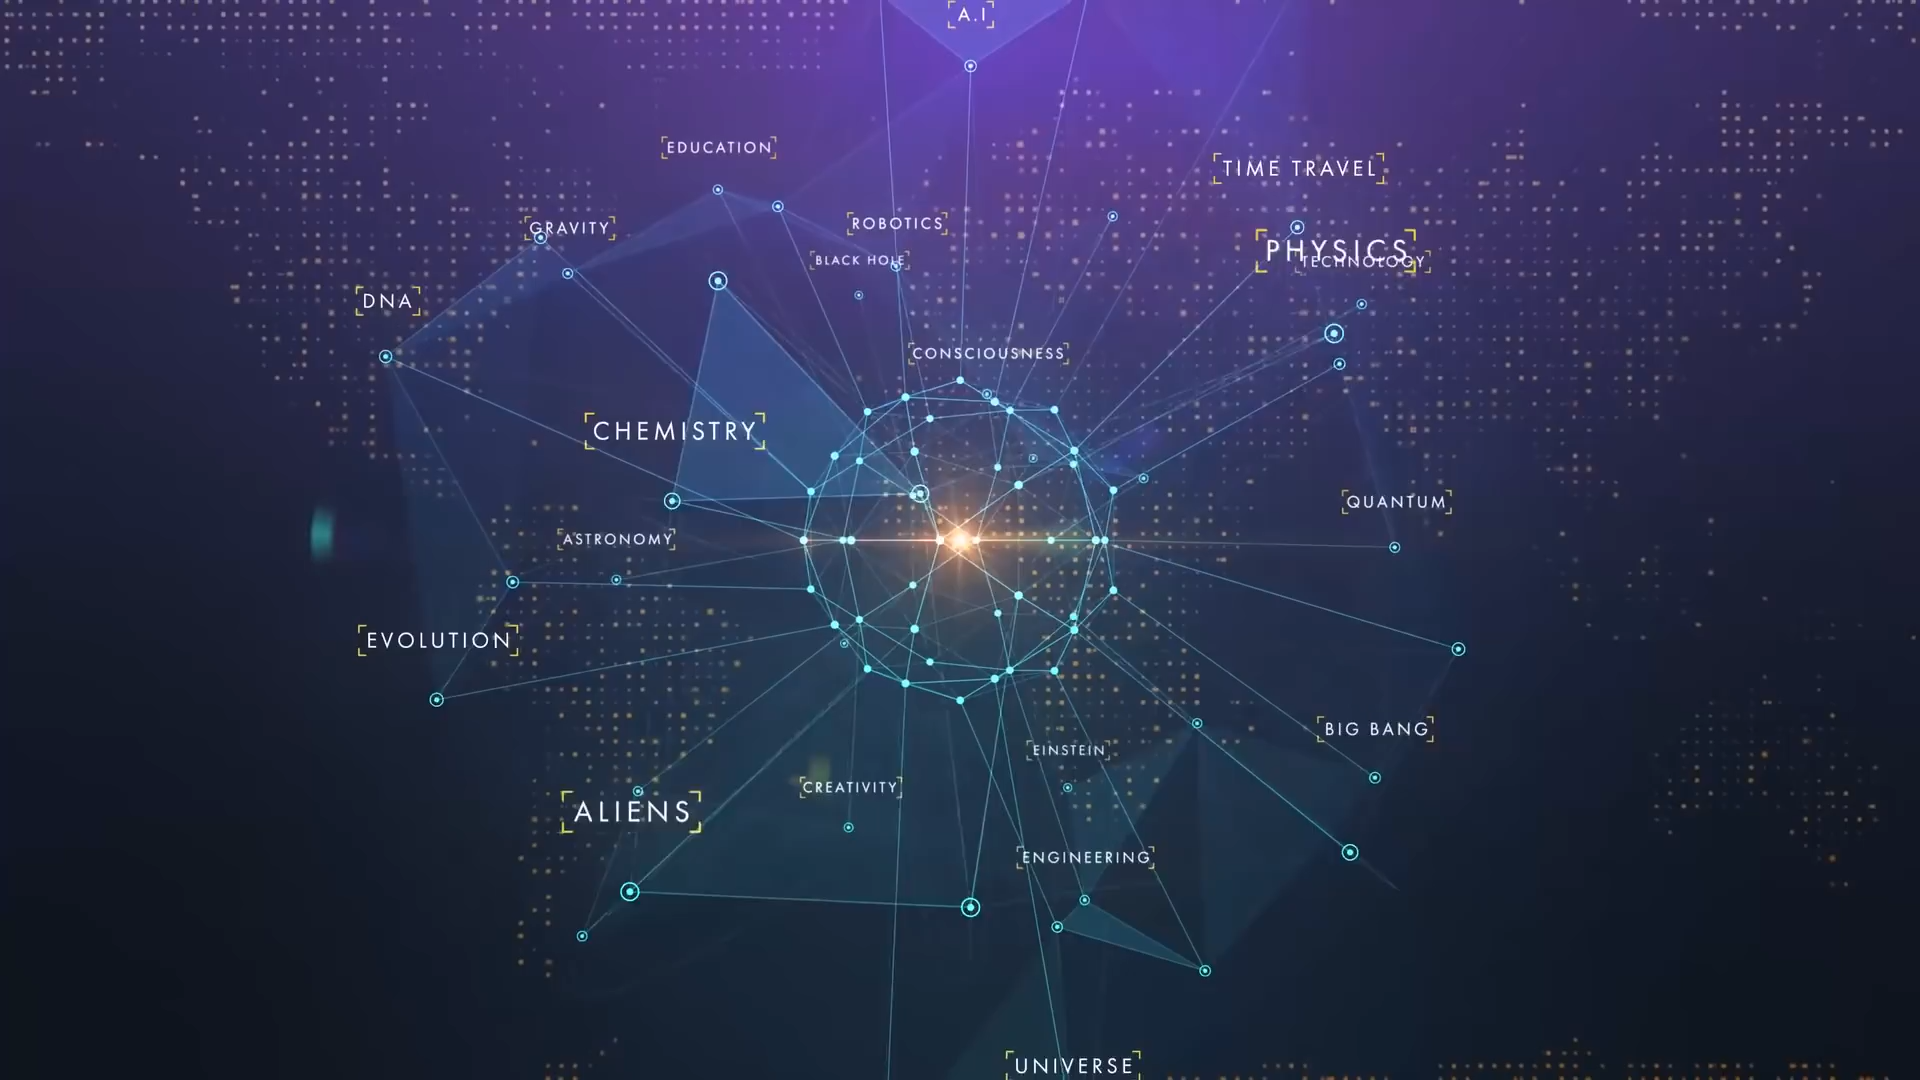 A.I
EDUCATION
TIME TRAVEL
GRAVITY
ROBOTICS
PHYSICS
BLACK HOLE
TECHNOLOGY
DNA
CONSCIOUSNESS
CHEMISTRY
QUANTUM
ASTRONOMY
EVOLUTION
BIG BANG
EINSTEIN
CREATIVITY
ALIENS
ENGINEERING
UNIVERSE